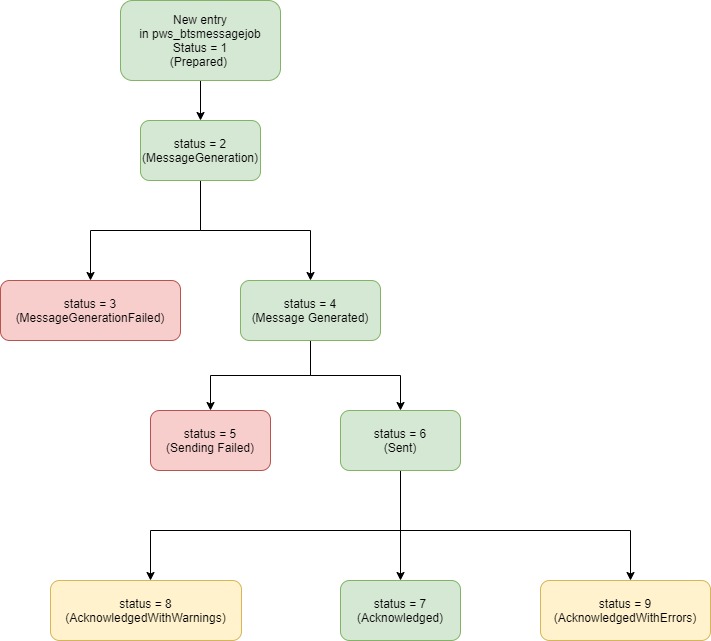 New entry
in pws_btsmessagejob
Status = 1
(Prepared)
status = 2
(MessageGeneration)
status = 3
(MessageGenerationFailed)
status = 4
(Message Generated)
status = 5
(Sending Failed)
status = 6
(Sent)
status = 8
(AcknowledgedWithWarnings)
status = 7
(Acknowledged)
status = 9
(AcknowledgedWithErrors)